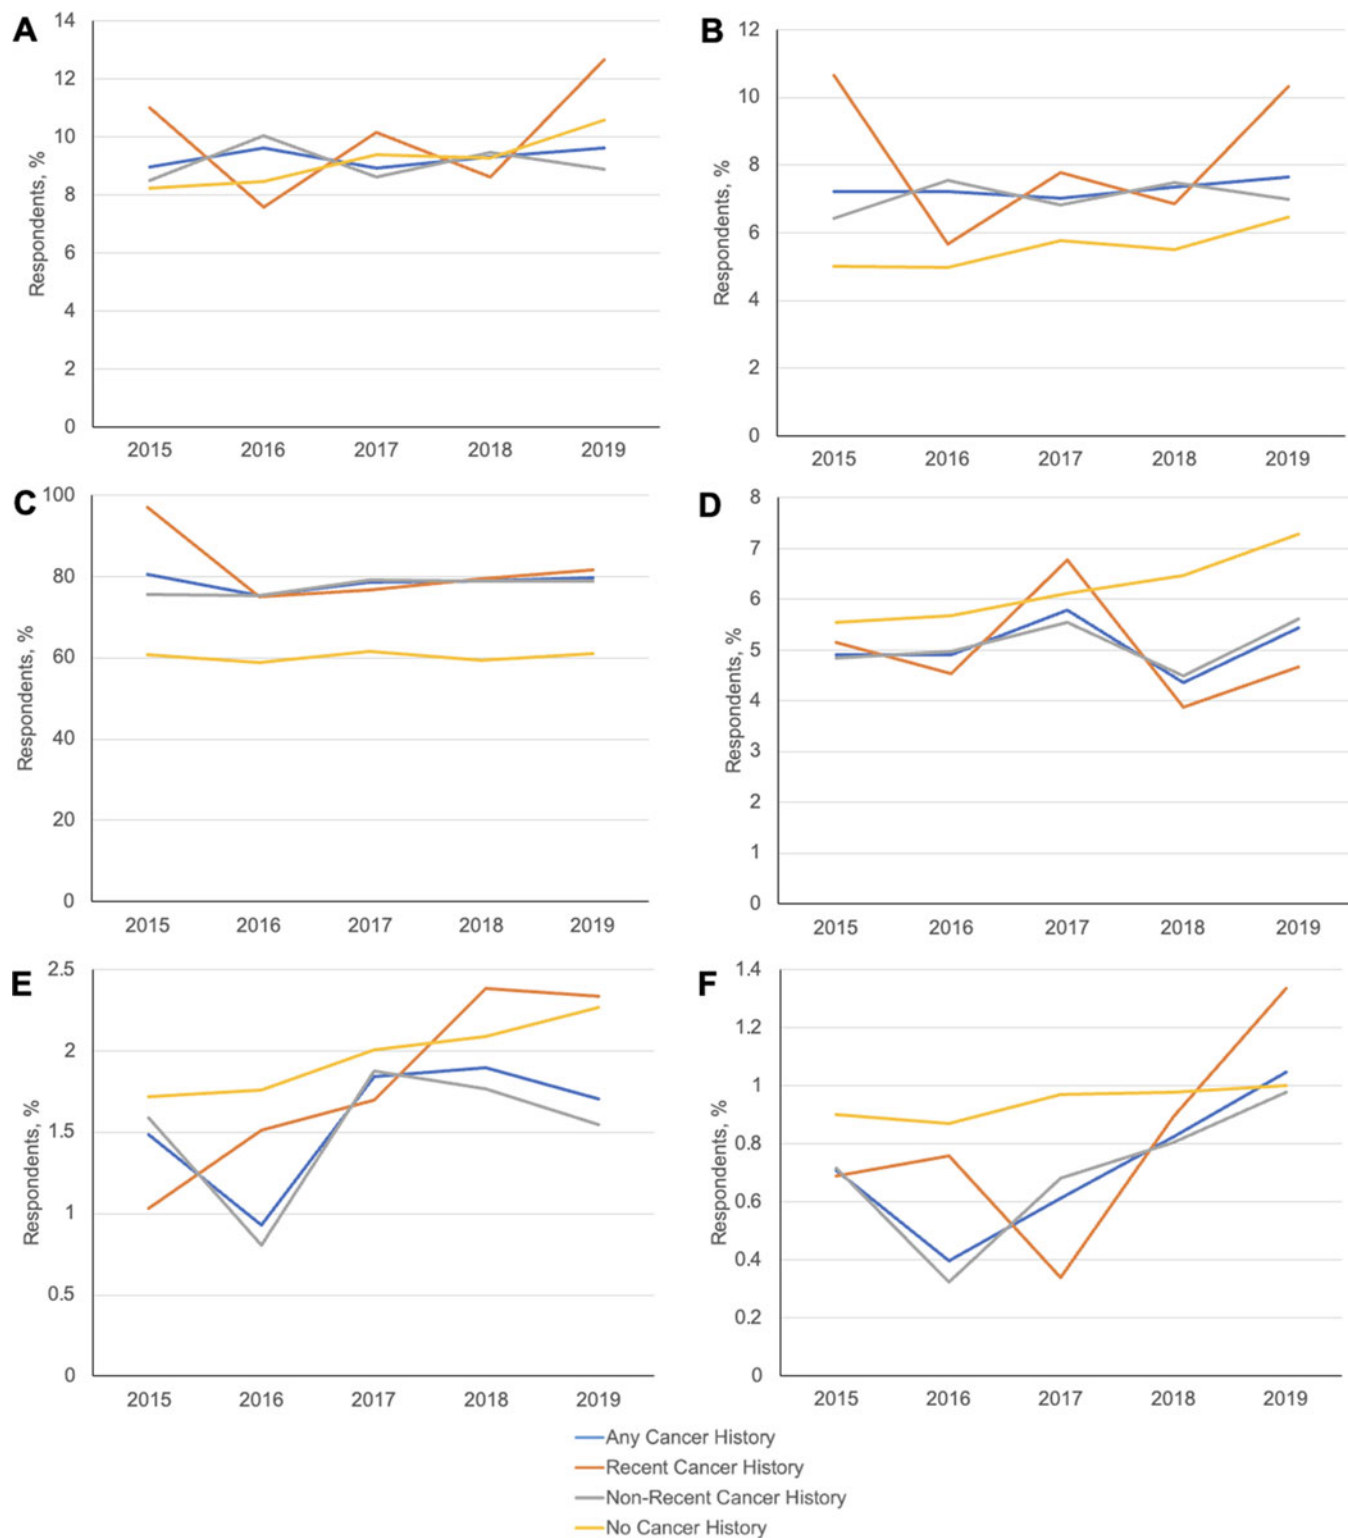 A
14
12
10
8
6
4
2
0
Respondents, %
2015 2016 2017 2018 2019
B
12
10
8
6
4
2
0
Respondents, %
2015 2016 2017 2018 2019
C
100
80
60
40
20
0
Respondents, %
2015 2016 2017 2018 2019
D
8
7
6
5
4
3
2
1
0
Respondents, %
2015 2016 2017 2018 2019
E
2.5
2
1.5
1
0.5
0
Respondents, %
2015 2016 2017 2018 2019
F
1.4
1.2
1
0.8
0.6
0.4
0.2
0
Respondents, %
2015 2016 2017 2018 2019
Any Cancer History
Recent Cancer History
Non-Recent Cancer History
No Cancer History